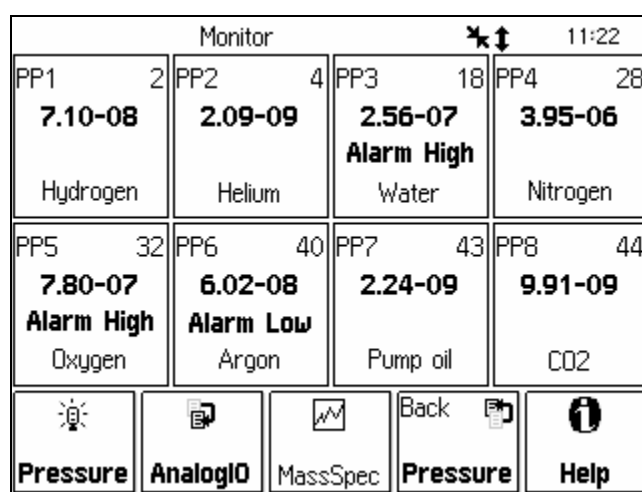 Monitor 11:22
PP1 2 PP2 4 PP3 18 PP4 28
7.10-08 2.09-09 2.56-07 3.95-06
Alarm High
Hydrogen Helium Water Nitrogen
PP5 32 PP6 40 PP7 43 PP8 44
7.80-07 6.02-08 2.24-09 9.91-09
Alarm High Alarm Low
Oxygen Argon Pump oil CO2
Back
Pressure AnalogIO MassSpec Pressure Help